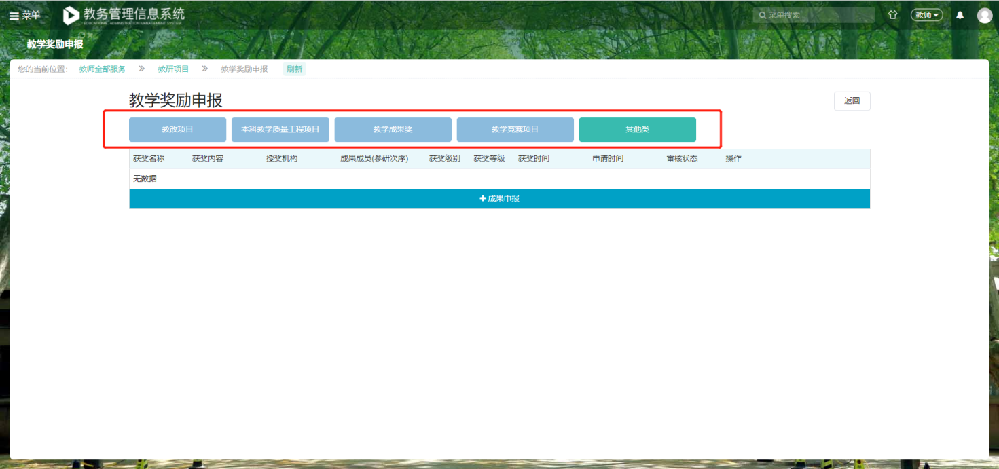 菜单 教务管理信息系统 菜单搜索 教师
EDUCATIONAL ADMINISTRATION MANAGEMENT SYSTEM
教学奖励申报
您的当前位置: 教师全部服务 » 教研项目 » 教学奖励申报 刷新
教学奖励申报 返回
教改项目 本科教学质量工程项目 教学成果奖 教学竞赛项目 其他类
获奖名称 获奖内容 授奖机构 成果成员(参研次序) 获奖级别 获奖等级 获奖时间 申请时间 审核状态 操作
无数据
+ 成果申报